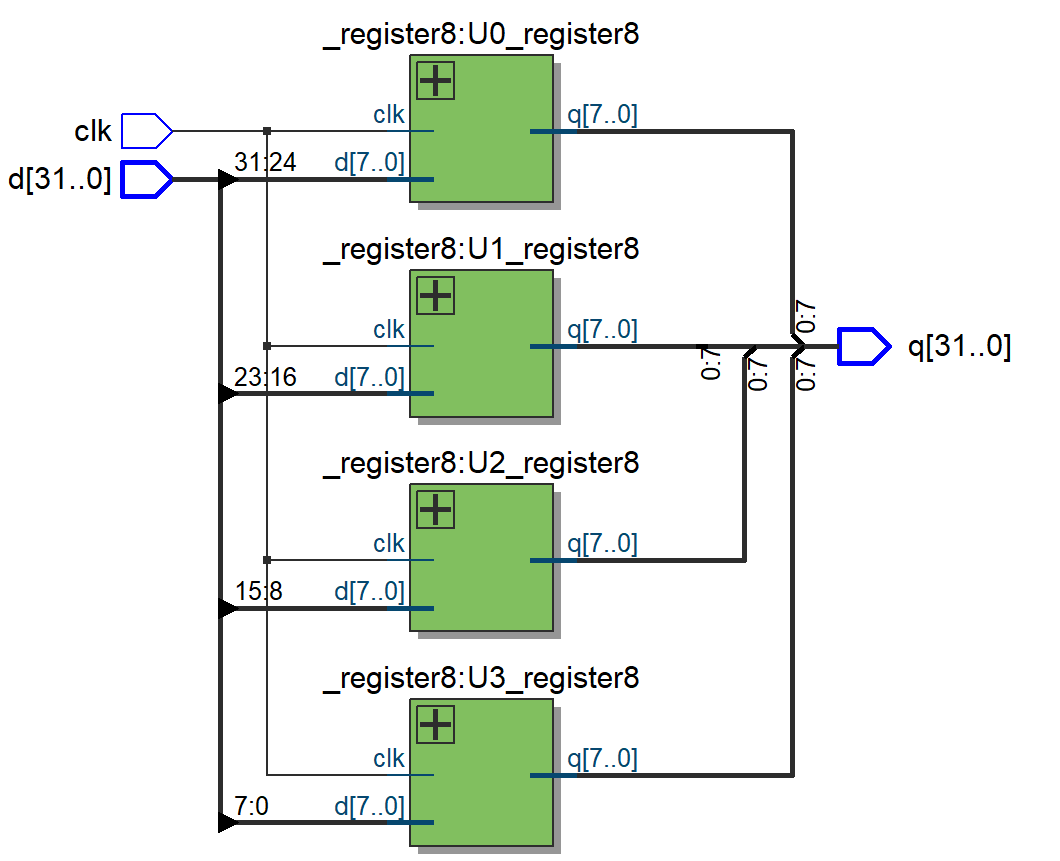 _register8:U0_register8
clk
clk
q[7..0]
d[31..0]
31:24
d[7..0]
_register8:U1_register8
clk
q[7..0]
0:7
q[31..0]
23:16
d[7..0]
0:7
0:7
0:7
_register8:U2_register8
clk
q[7..0]
15:8
d[7..0]
_register8:U3_register8
clk
q[7..0]
7:0
d[7..0]